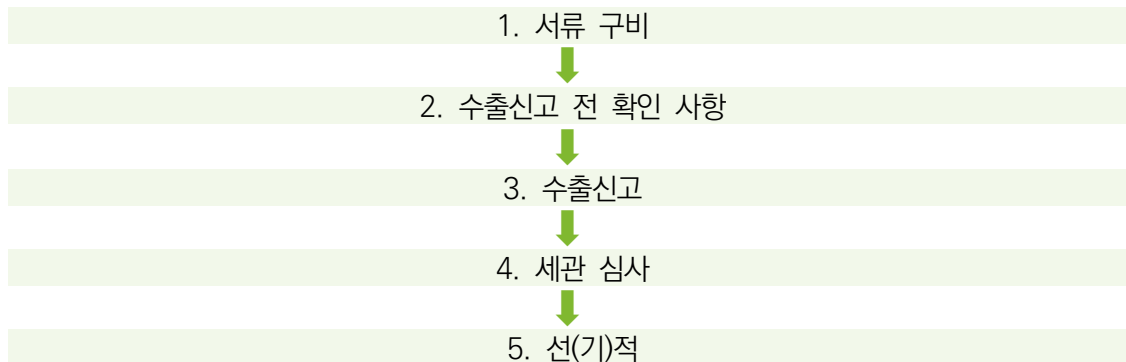 1. 서류 구비
2. 수출신고 전 확인 사항
3. 수출신고
4. 세관 심사
5. 선(기)적